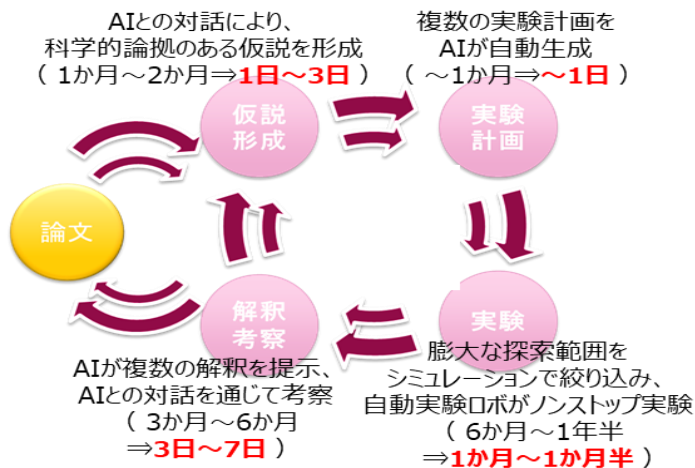 AIとの対話により、
科学的論拠のある仮説を形成
（ 1か月～2か月⇒1日～3日 ）
複数の実験計画を
AIが自動生成
（ ～1か月⇒～1日 ）
仮説
形成
実験
計画
論文
解釈
考察
実験
AIが複数の解釈を提示、
AIとの対話を通じて考察
（ 3か月～6か月
⇒3日～7日 ）
膨大な探索範囲を
シミュレーションで絞り込み、
自動実験ロボがノンストップ実験
（ 6か月～1年半
⇒1か月～1か月半 ）